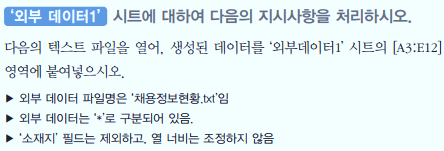 '외부 데이터1' 시트에 대하여 다음의 지시사항을 처리하시오.
다음의 텍스트 파일을 열어, 생성된 데이터를 '외부데이터1' 시트의 [A3:E12]
영역에 붙여넣으시오.
▶ 외부 데이터 파일명은 '채용정보현황.txt'임
▶ 외부 데이터는 '*'로 구분되어 있음.
▶ '소재지' 필드는 제외하고, 열 너비는 조정하지 않음